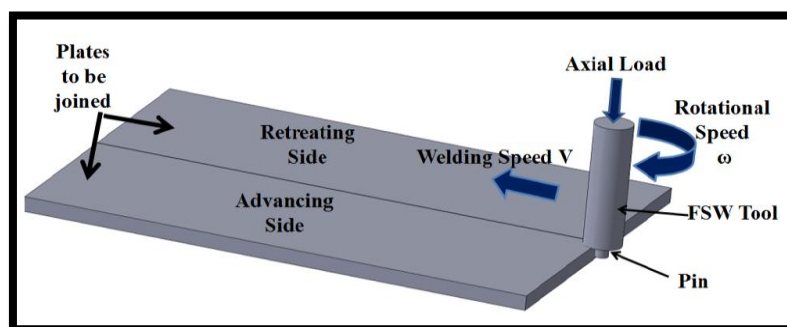 Plates
to be
joined
Retreating
Side
Advancing
Side
Welding Speed V
Axial Load
Rotational
Speed
ω
FSW Tool
Pin